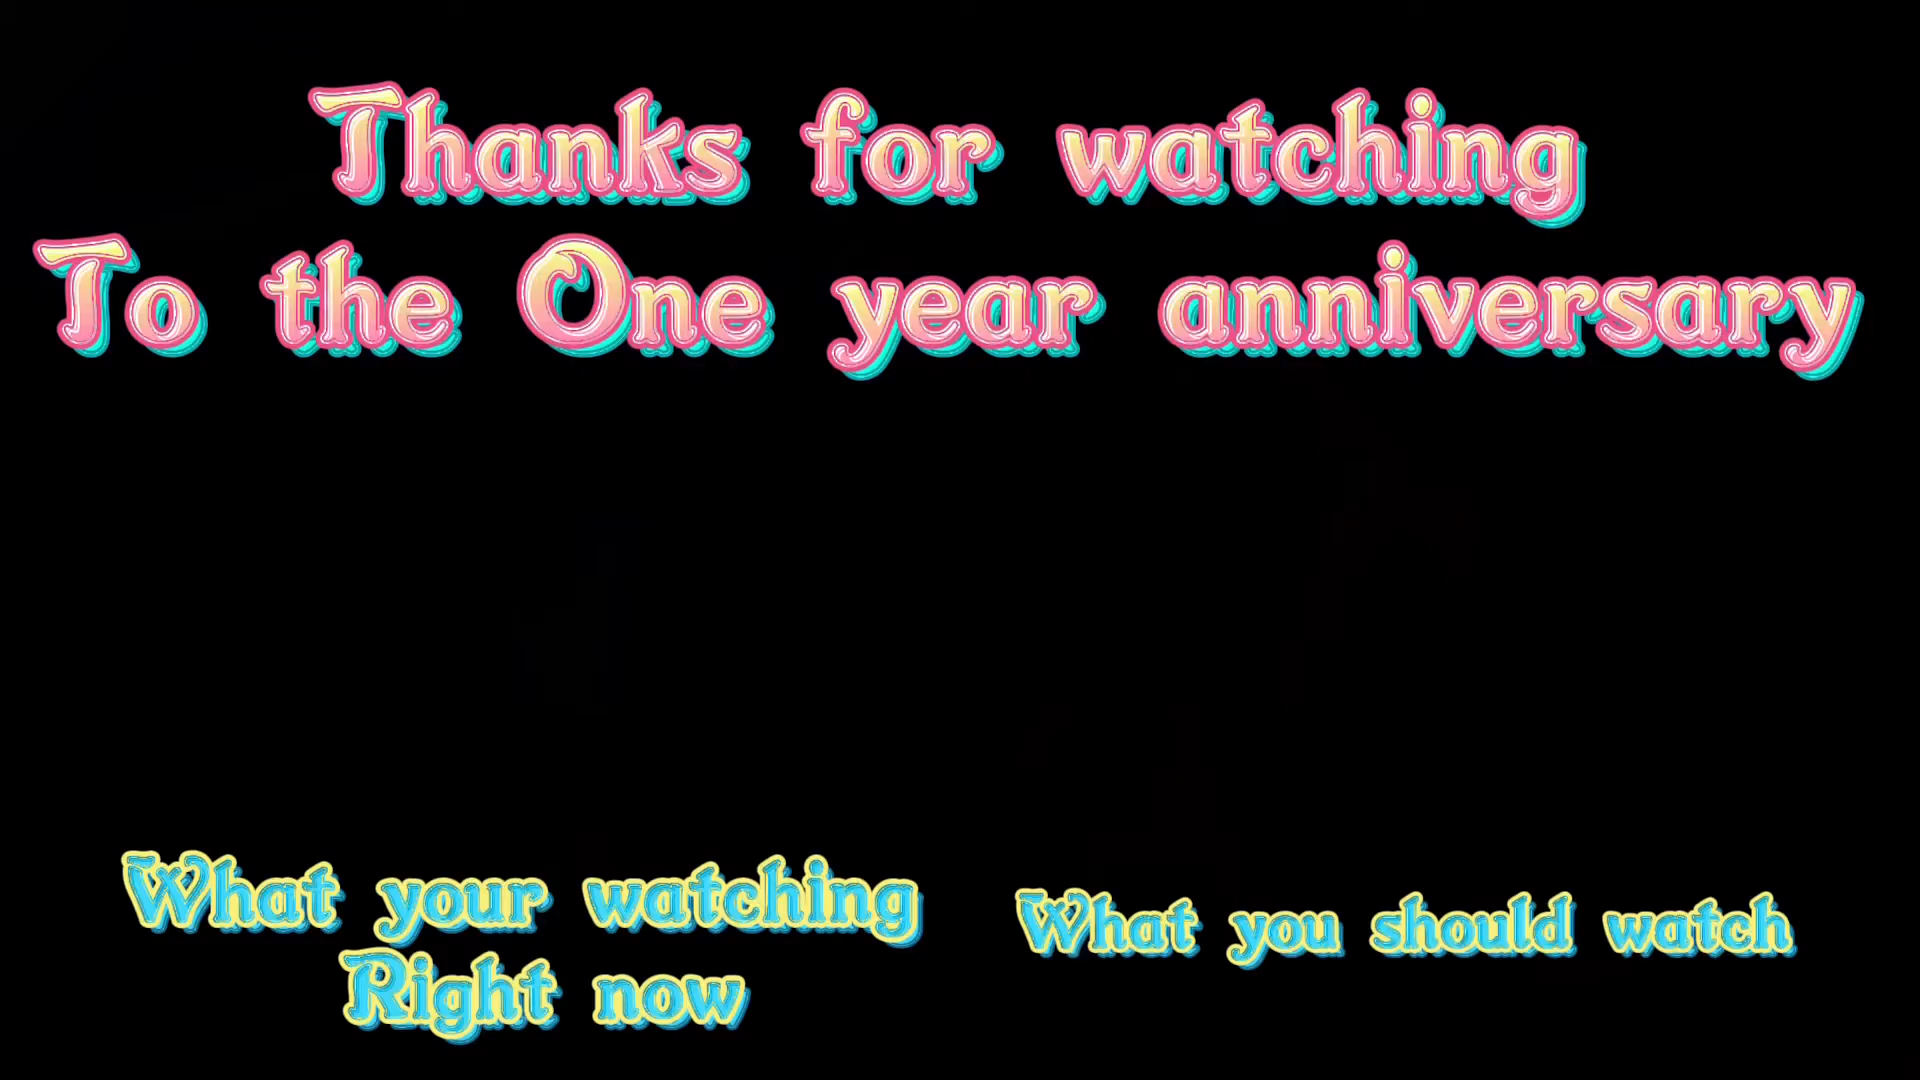 Thanks for watching
To the One year anniversary
What your watching
Right now
What you should watch